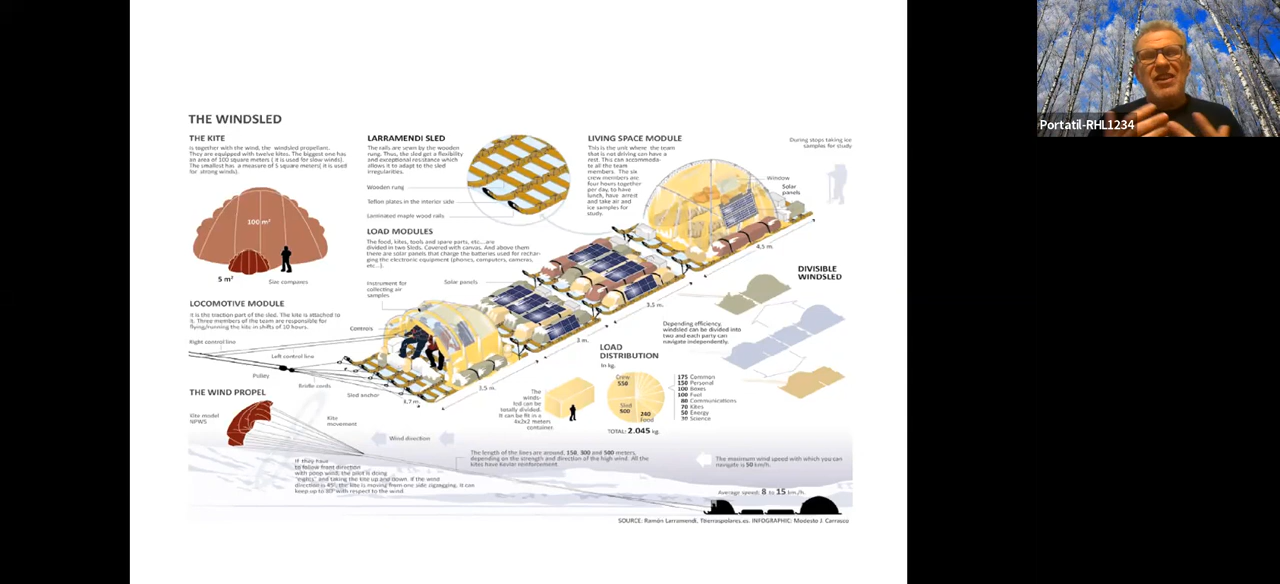 Portatil-RHL1234
THE WINDSLED
THE KITE
is together with the wind, the windsled propellant.
They are equipped with twelve kites. The biggest one has
an area of 100 square meters ( it is used for slow winds).
The smallest has a measure of 5 square meters( it is used
for strong winds).
100 m²
5 m²
Size compares
LARRAMENDI SLED
The rails are sewn by the wooden
rung. Thus, the sled get a flexibility
and exceptional resistance which
allows it to adapt to the sled
irregularities.
Wooden rung
Teflon plates in the interior side
Laminated maple wood rails
LIVING SPACE MODULE
This is the unit where the team
that is not driving can have a
rest. This can accommoda-
te all the team
members. The six
crew members are
four hours together
per day, to have
lunch, have a rest
and take air and
ice samples for
study.
During stops taking ice
samples for study
Window
Solar
panels
4,5 m.
LOAD MODULES
The food, kites, tools and spare parts, etc...are
divided in two Sleds. Covered with canvas. And above them
there are solar panels that charge the batteries used for rechar-
ging the electronic equipment (phones, computers, cameras,
etc...).
Instrument for
collecting air
samples
Solar panels
3,5 m.
3 m.
DIVISIBLE
WINDSLED
Depending efficiency,
windsled can be divided into
two and each party can
navigate independently.
LOCOMOTIVE MODULE
It is the traction part of the sled. The kite is attached to
it. Three members of the team are responsible for
flying/running the kite in shifts of 10 hours.
Controls
Right control line
Left control line
Pulley
Bridle cords
Sled anchor
3,5 m.
LOAD
DISTRIBUTION
In kg.
Crew
550
Sled
500
240
Food
175 Common
150 Personal
100 Boxes
100 Fuel
80 Communications
70 Kites
50 Energy
TOTAL: 2.045 kg.
The
winds-
led can be
totally divided.
It can be fit in a
4x2x2 meters
container.
THE WIND PROPEL
Kite model
NPW5
Kite
movement
Wind direction
The length of the lines are around, 150, 300 and 500 meters,
depending on the strength and direction of the high wind. All the
kites have kevlar reinforcement.
The maximum wind speed with which you can
navigate is 50 km/h.
to follow front direction
with poop wind, the pilot is doing
"eights" and taking the kite up and down. If the wind
direction is 45°, the kite is moving from one side zigzagging. It can
keep up to with respect to the wind.
Average speed: 8 to 15 km/h.
SOURCE: Ramón Larramendi, Tierraspolares.es. INFOGRAPHIC: Modesto J. Carrasco